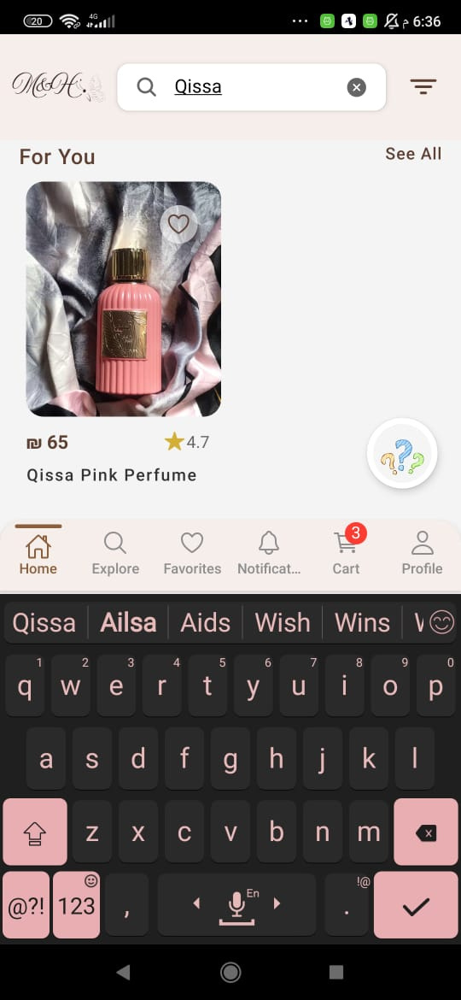 20 4G ... م 6:36
M&H.
Qissa
For You See All
₪ 65 4.7
Qissa Pink Perfume
3
Home Explore Favorites Notificat... Cart Profile
Qissa Ailsa Aids Wish Wins
1 2 3 4 5 6 7 8 9 0
q w e r t y u i o p
a s d f g h j k l
z x c v b n m
@?! 123 , En . !@